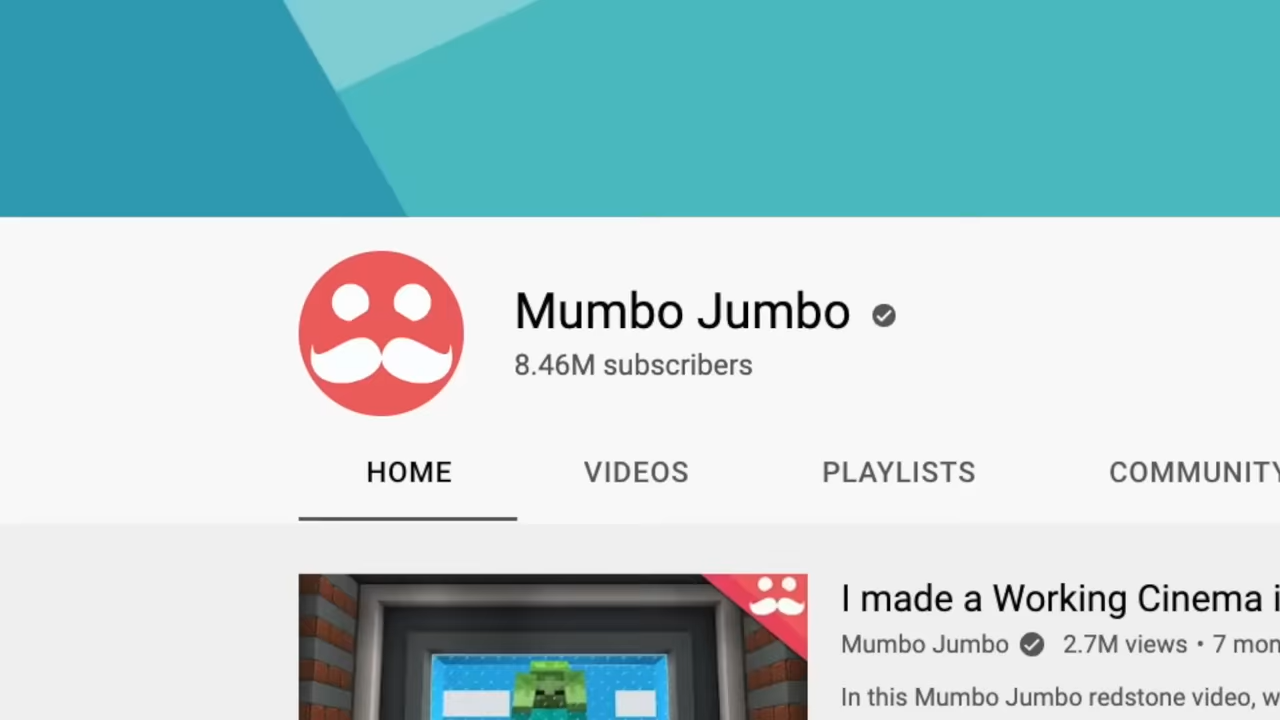 Mumbo Jumbo
8.46M subscribers
HOME VIDEOS PLAYLISTS COMMUNITY
I made a Working Cinema i
Mumbo Jumbo 2.7M views • 7 mon
In this Mumbo Jumbo redstone video, w